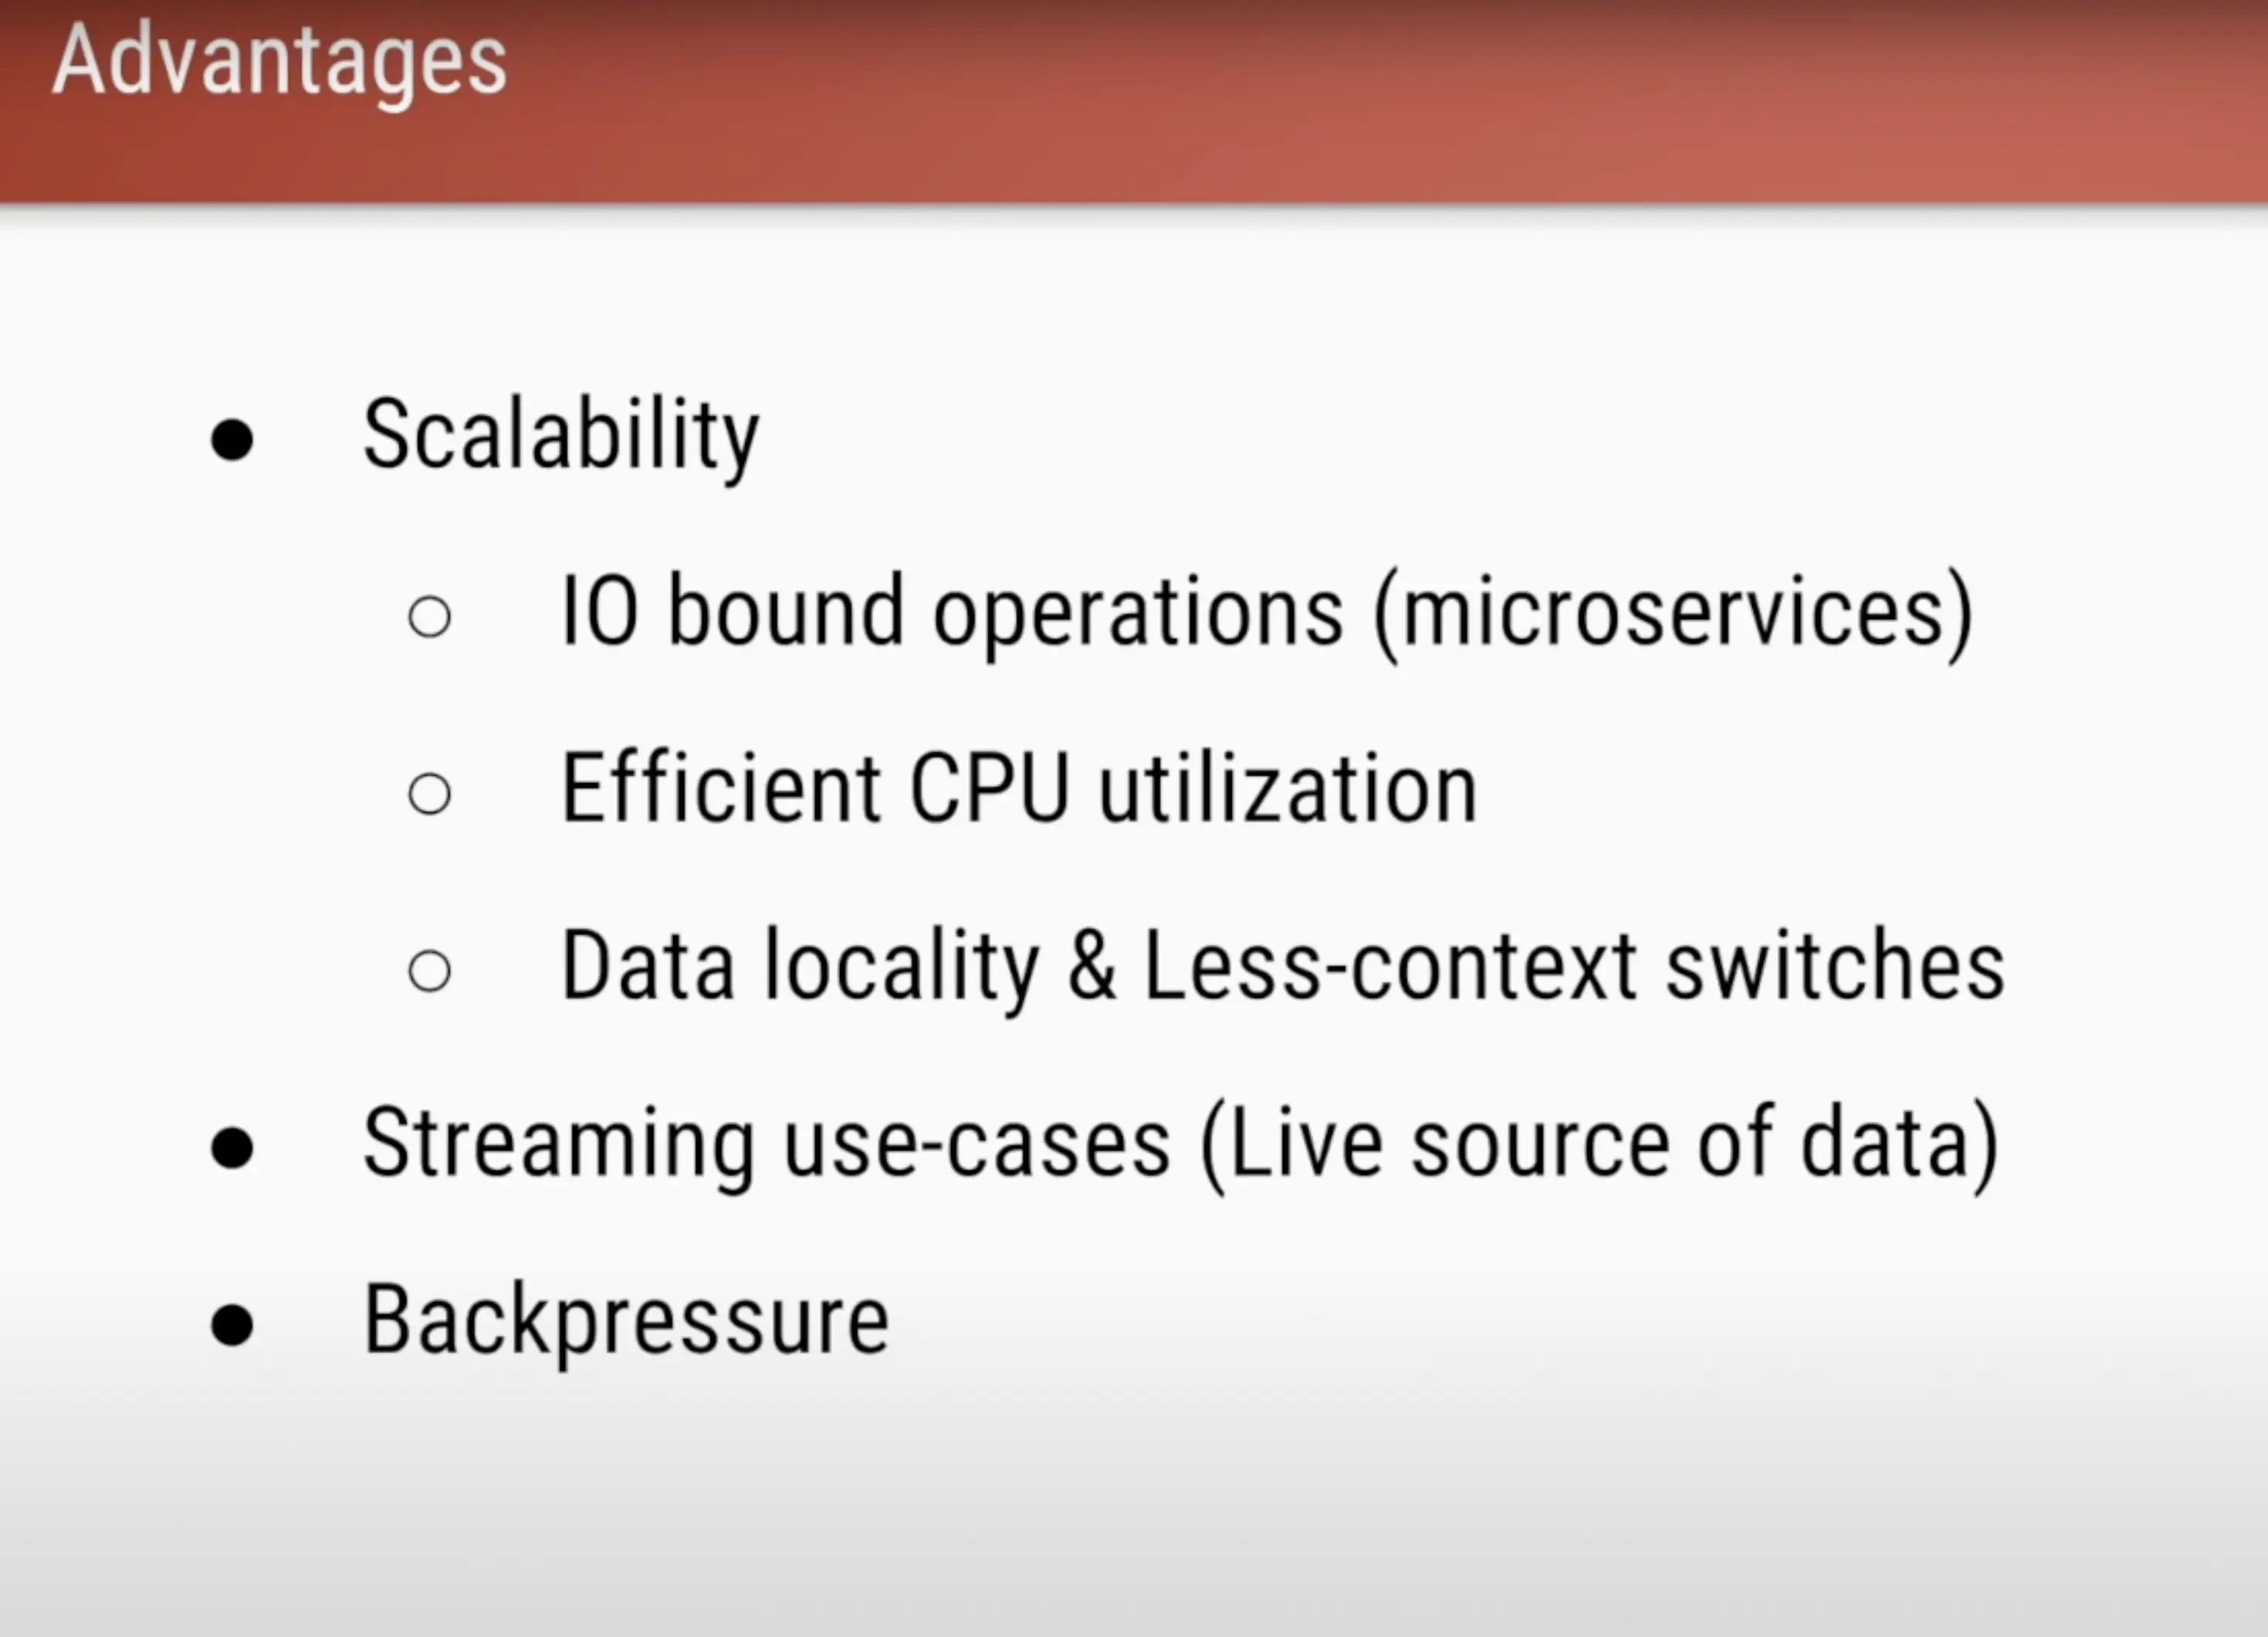 Advantages
● Scalability
○ IO bound operations (microservices)
○ Efficient CPU utilization
○ Data locality & Less-context switches
● Streaming use-cases (Live source of data)
● Backpressure